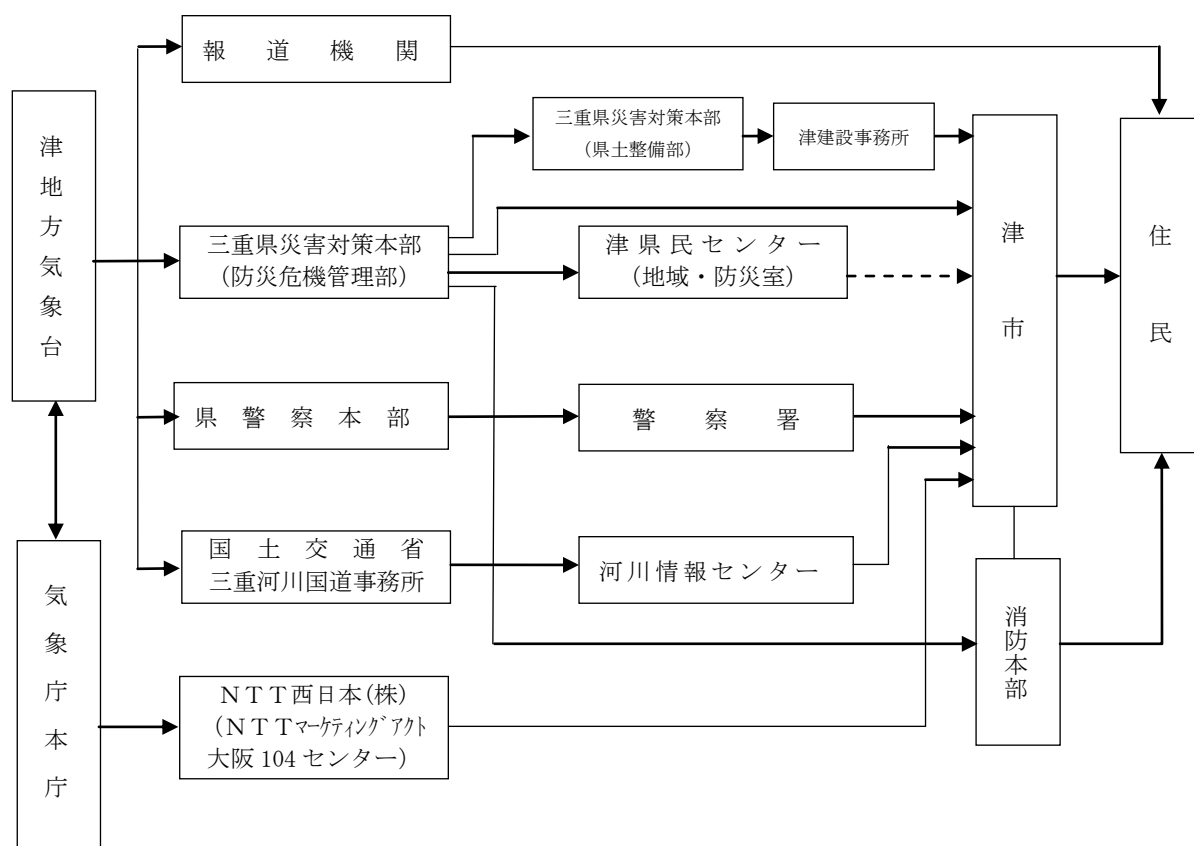 報道機関
三重県災害対策本部
(県土整備部)
津建設事務所
津地方気象台
三重県災害対策本部
(防災危機管理部)
津県民センター
(地域・防災室)
津市
住民
県警察本部
警察署
国土交通省
三重河川国道事務所
河川情報センター
気象庁本庁
消防本部
NTT西日本(株)
(NTTマーケティングアクト
大阪104センター)